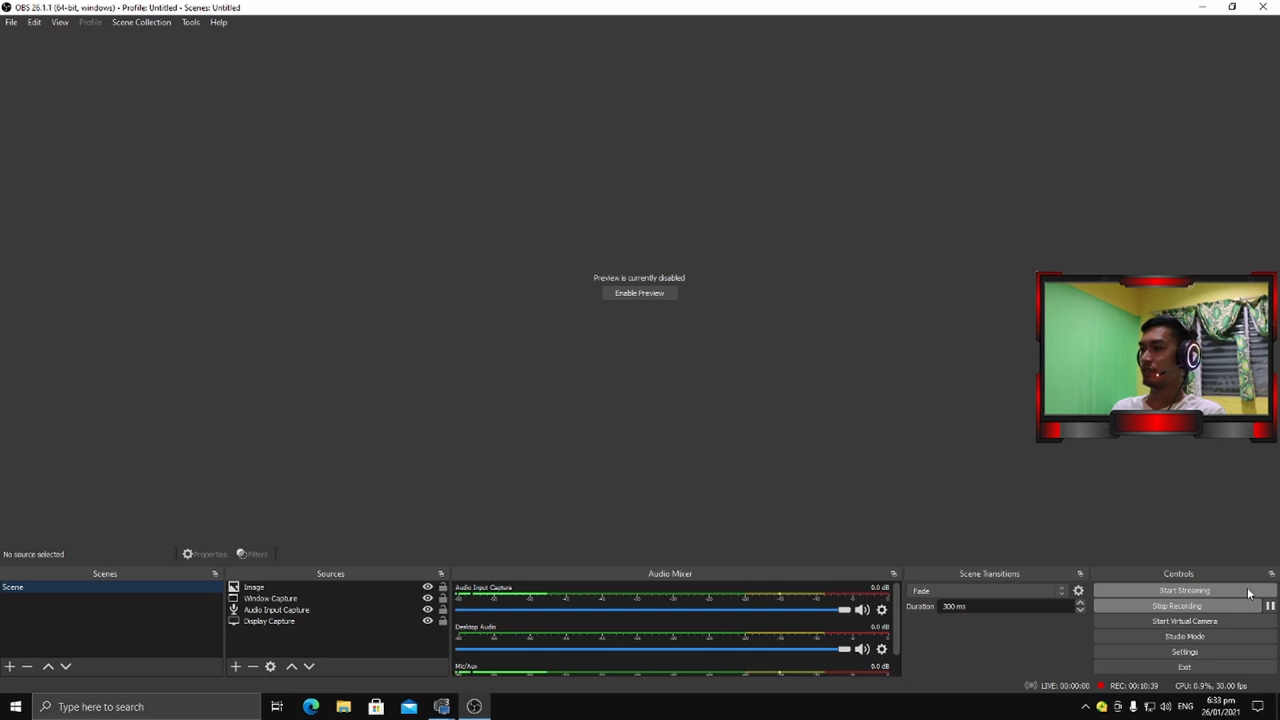 OBS 26.1.1 (64-bit, windows) • Profile: Untitled • Scenes: Untitled
File Edit View Profile Scene Collection Tools Help
Preview is currently disabled
Enable Preview
No source selected
Properties
Filters
Scenes
Scene
Sources
Image
Window Capture
Audio Input Capture
Display Capture
Audio Mixer
Audio Input Capture 0.0 dB
Desktop Audio 0.0 dB
Mic/Aux 0.0 dB
Scene Transitions
Fade
Duration 300 ms
Controls
Start Streaming
Stop Recording
Start Virtual Camera
Studio Mode
Settings
Exit
LIVE: 00:00:00 REC: 00:10:39 CPU: 0.9%, 30.00 fps
Type here to search
ENG
6:33 pm
26/01/2021